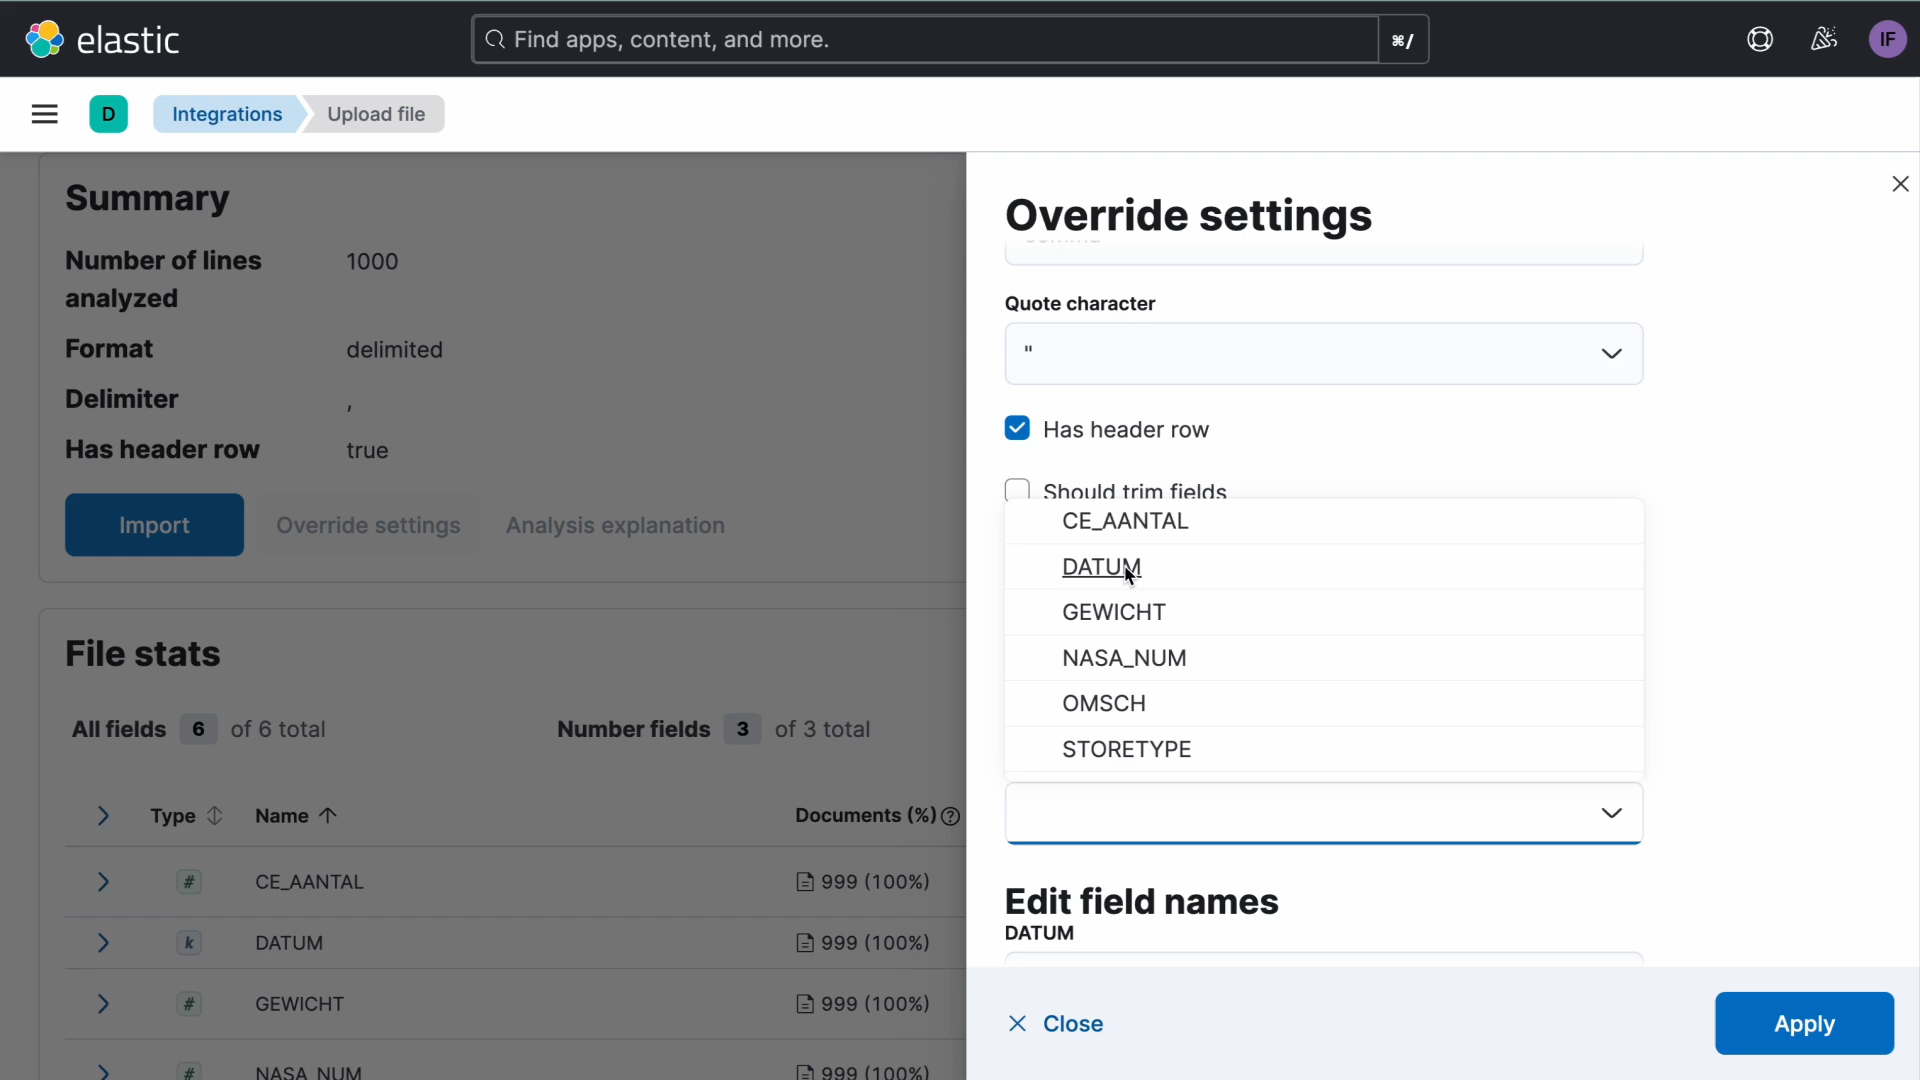 elastic
Find apps, content, and more.
⌘/
IF
D
Integrations
Upload file
Summary
Number of lines analyzed 1000
Format delimited
Delimiter ,
Has header row true
Import
Override settings
Analysis explanation
File stats
All fields 6 of 6 total
Number fields 3 of 3 total
Type Name Documents (%)
# CE_AANTAL 999 (100%)
k DATUM 999 (100%)
# GEWICHT 999 (100%)
# NASA_NUM 999 (100%)
Override settings
Quote character
"
Has header row
Should trim fields
CE_AANTAL
DATUM
GEWICHT
NASA_NUM
OMSCH
STORETYPE
Edit field names
DATUM
Close
Apply